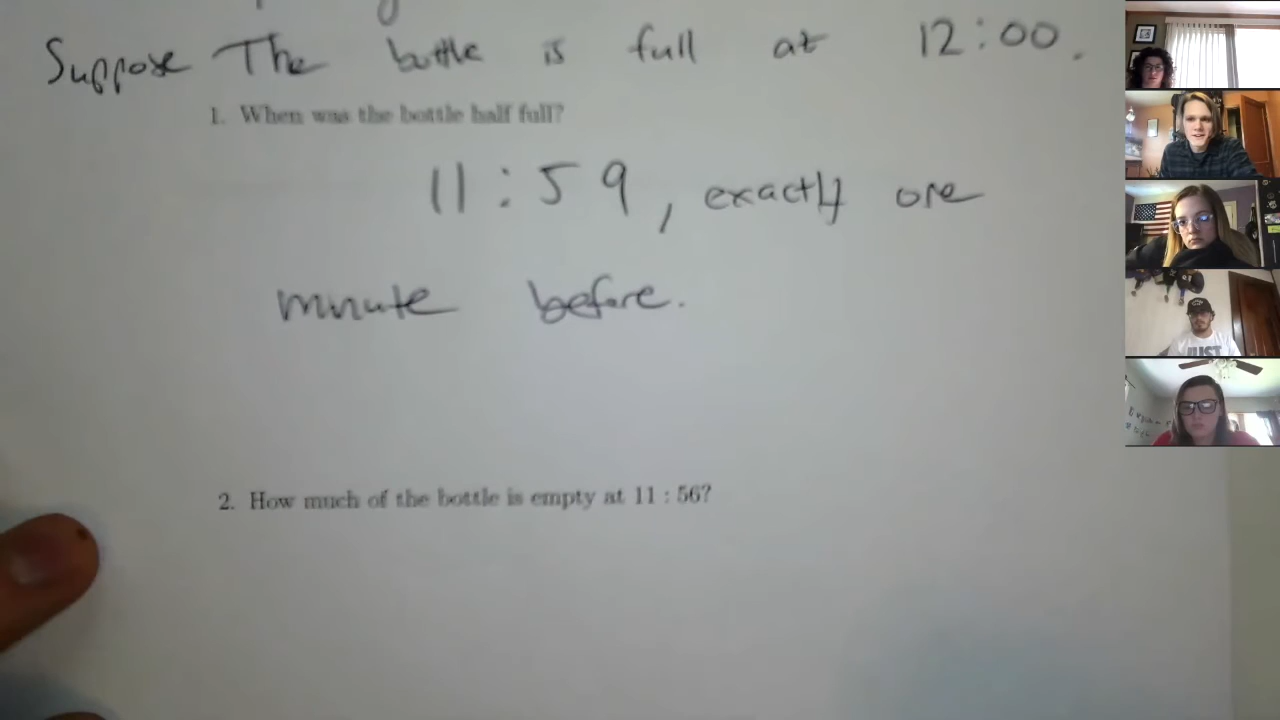 Suppose The bottle is full at 12:00.
1. When was the bottle half full?
11:59, exactly one
minute before.
2. How much of the bottle is empty at 11 : 56?
JUST